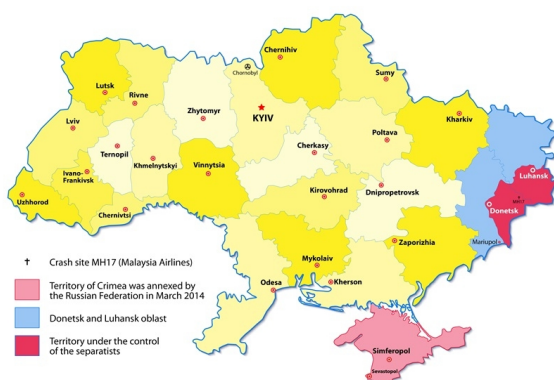 Chernihiv
Chornobyl
Lutsk
Rivne
Sumy
Zhytomyr
KYIV
Kharkiv
Lviv
Poltava
Ternopil
Khmelnytskyi
Cherkasy
Ivano-
Frankivsk
Vinnytsia
Luhansk
Uzhhorod
Kirovohrad
Dnipropetrovsk
MH17
Chernivtsi
Donetsk
Zaporizhia
Mariupol
Mykolaiv
Odesa
Kherson
Simferopol
Sevastopol
Crash site MH17 (Malaysia Airlines)
Territory of Crimea was annexed by
the Russian Federation in March 2014
Donetsk and Luhansk oblast
Territory under the control
of the separatists